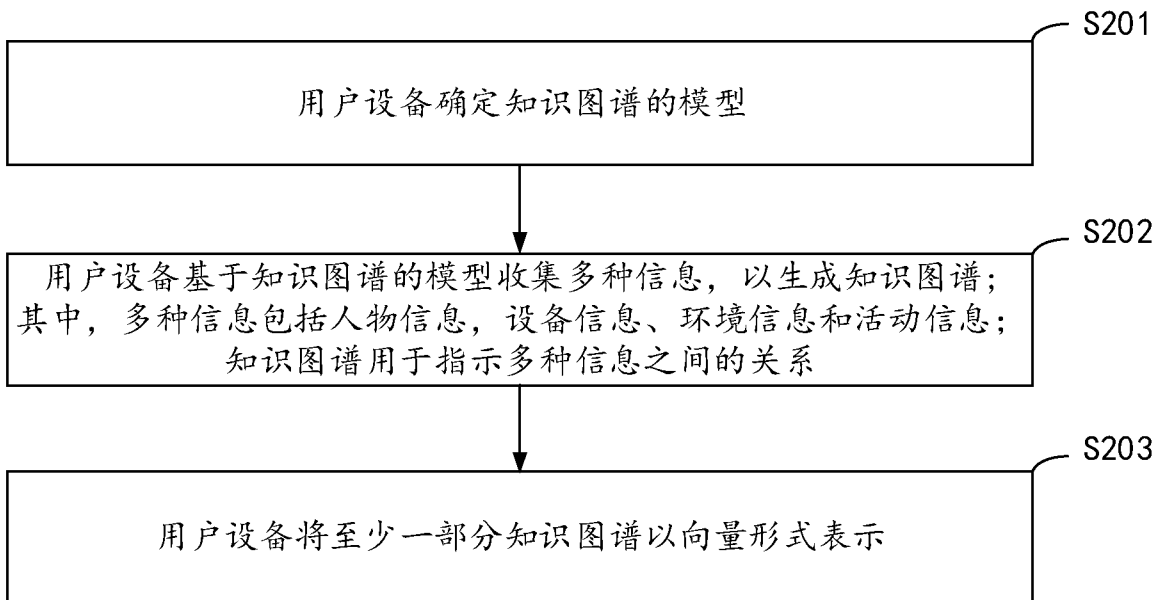 S201
用户设备确定知识图谱的模型
S202
用户设备基于知识图谱的模型收集多种信息，以生成知识图谱；
其中，多种信息包括人物信息，设备信息、环境信息和活动信息；
知识图谱用于指示多种信息之间的关系
S203
用户设备将至少一部分知识图谱以向量形式表示